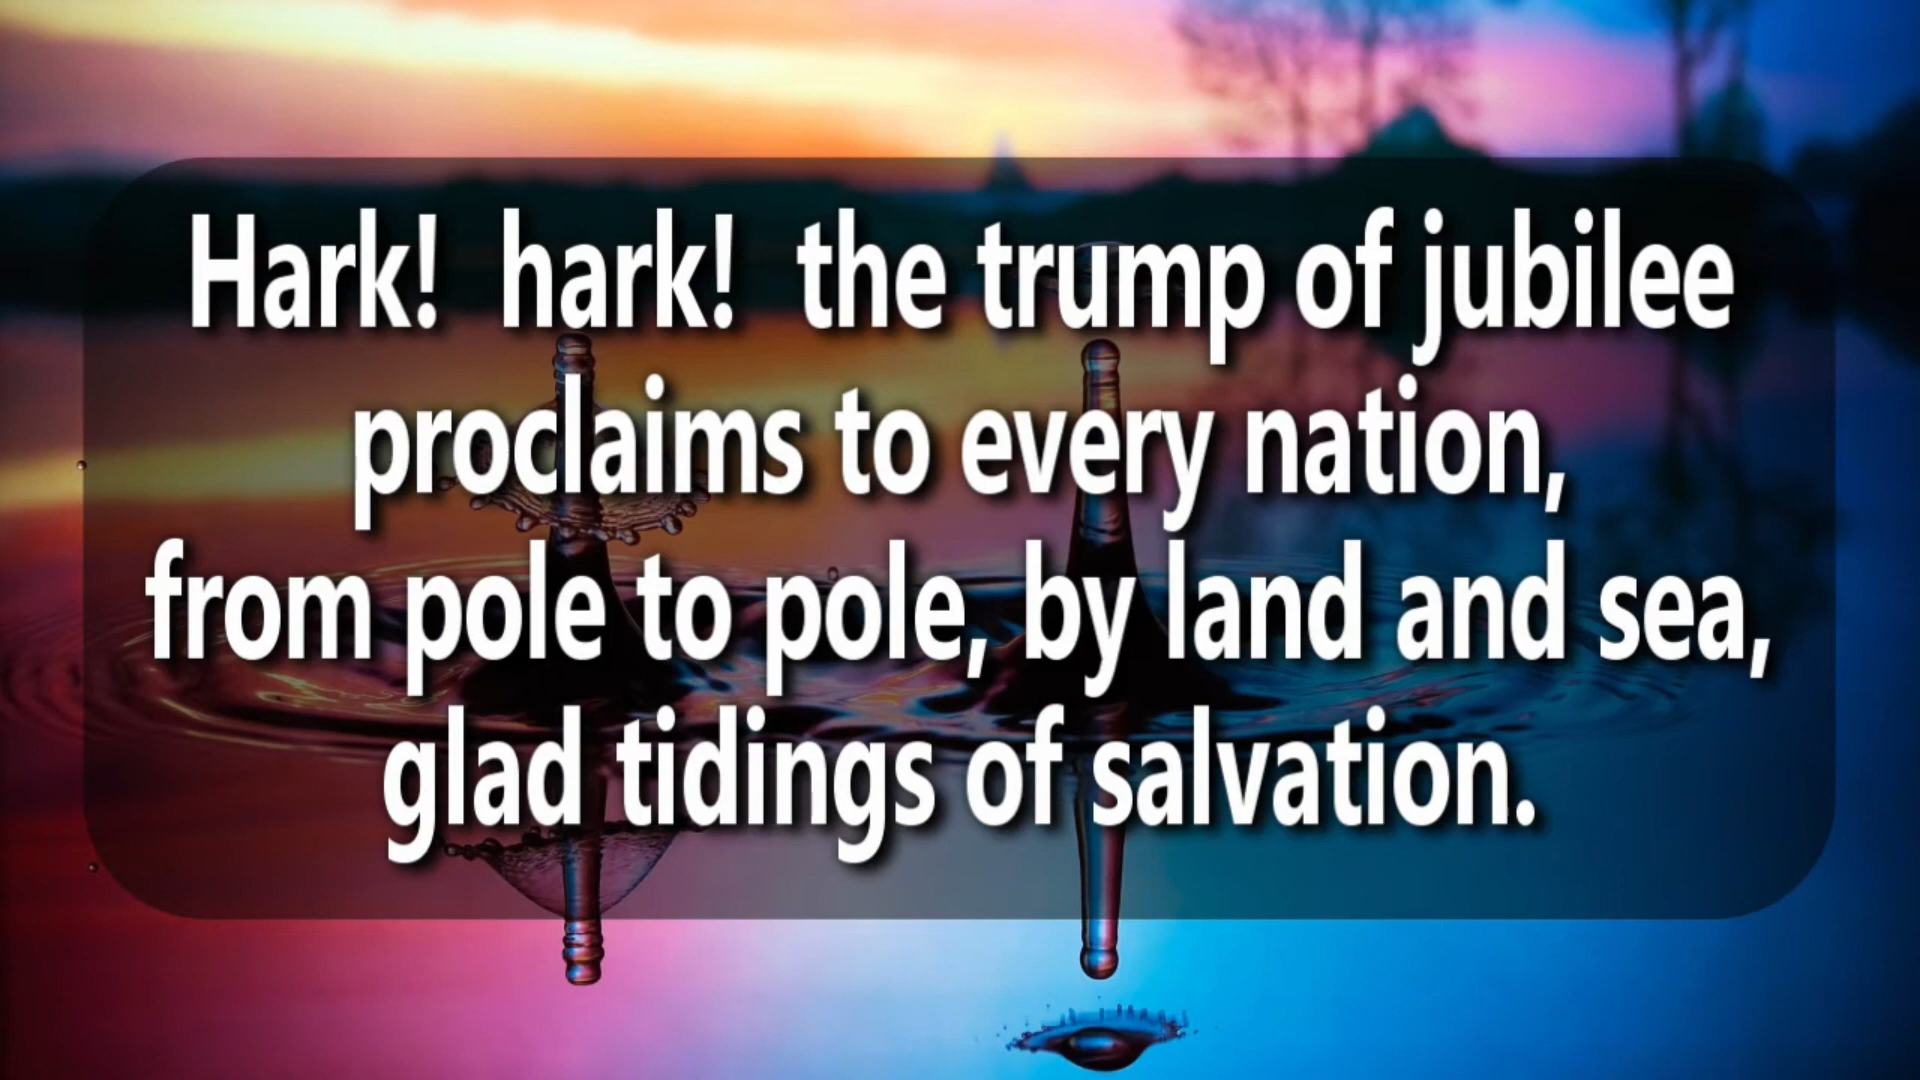 Hark!  hark!  the trump of jubilee
proclaims to every nation,
from pole to pole, by land and sea,
glad tidings of salvation.